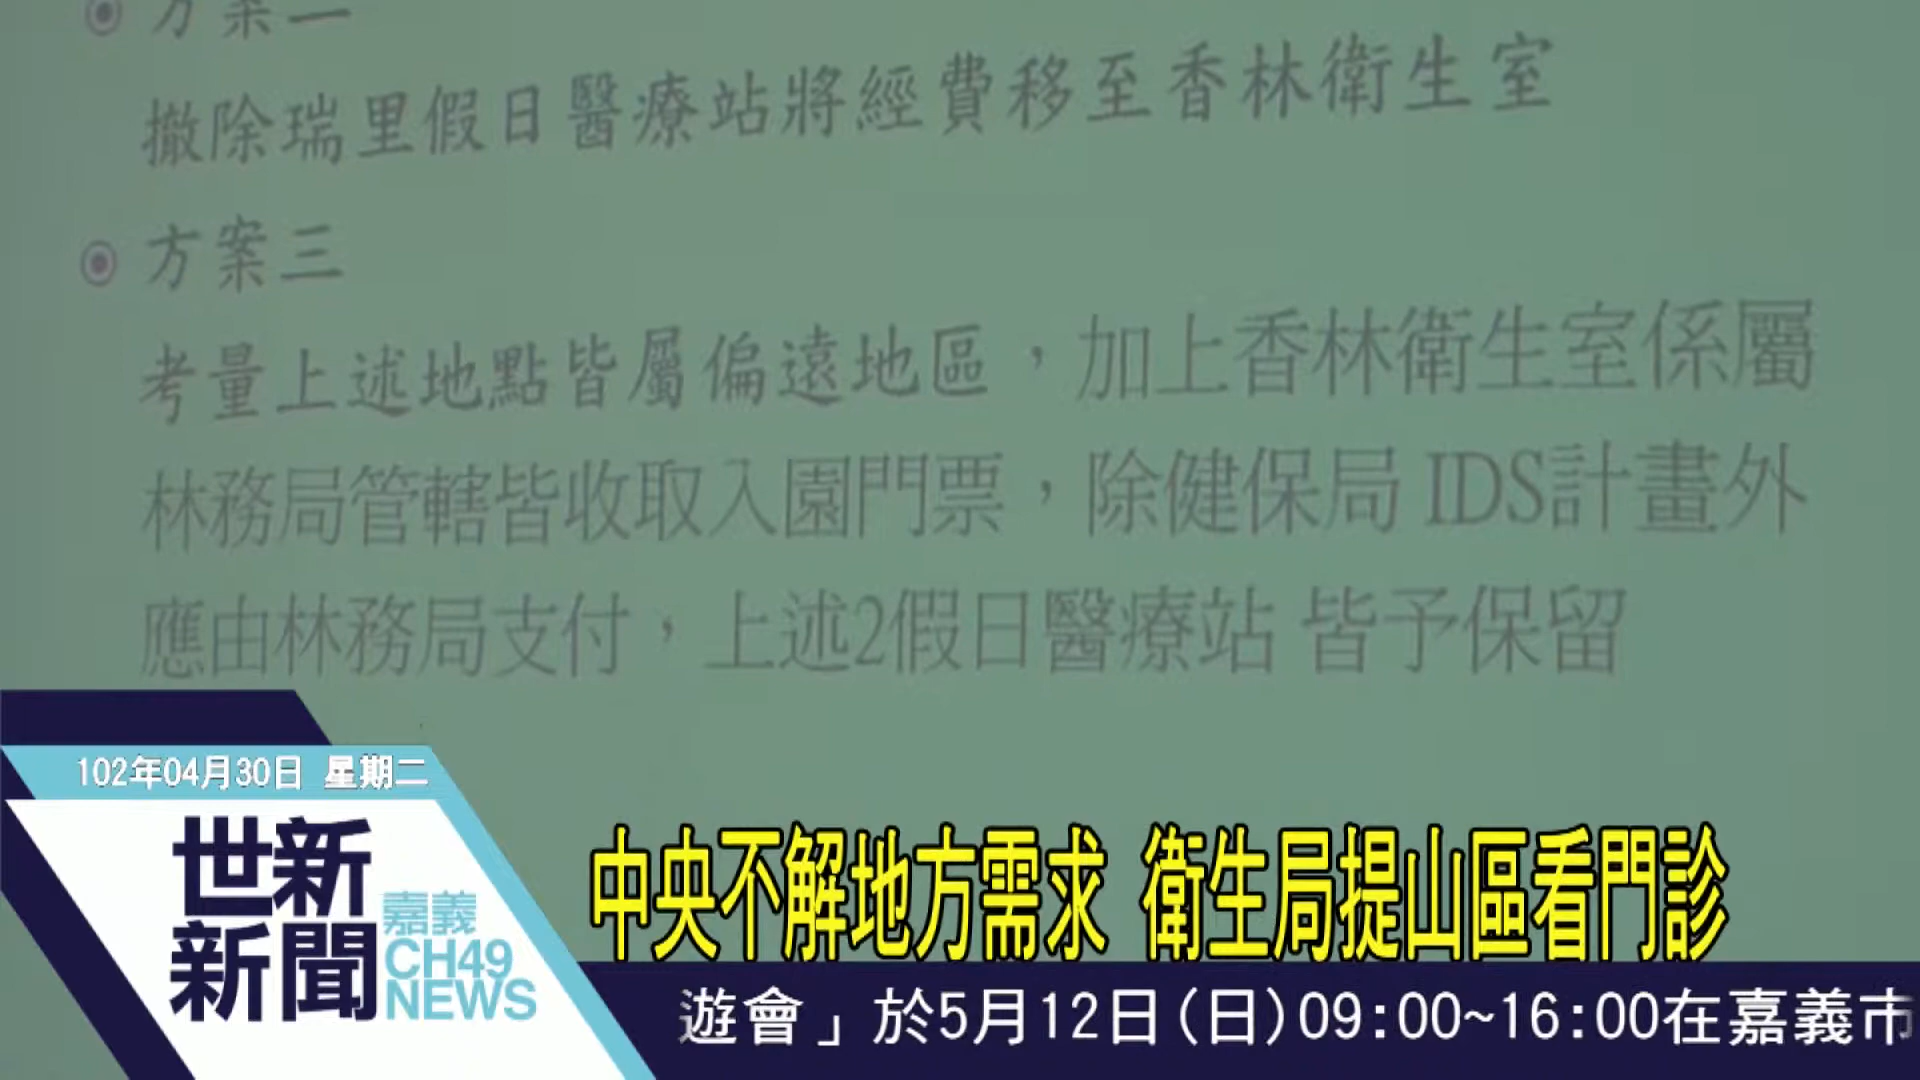 方案二
撤除瑞里假日醫療站將經費移至香林衛生室
方案三
考量上述地點皆屬偏遠地區，加上香林衛生室係屬
林務局管轄皆收取入園門票，除健保局 IDS計畫外
應由林務局支付，上述2假日醫療站 皆予保留
102年04月30日 星期二
世新
新聞
嘉義
CH49
NEWS
中央不解地方需求 衛生局提山區看門診
遊會」於5月12日(日)09:00~16:00在嘉義市